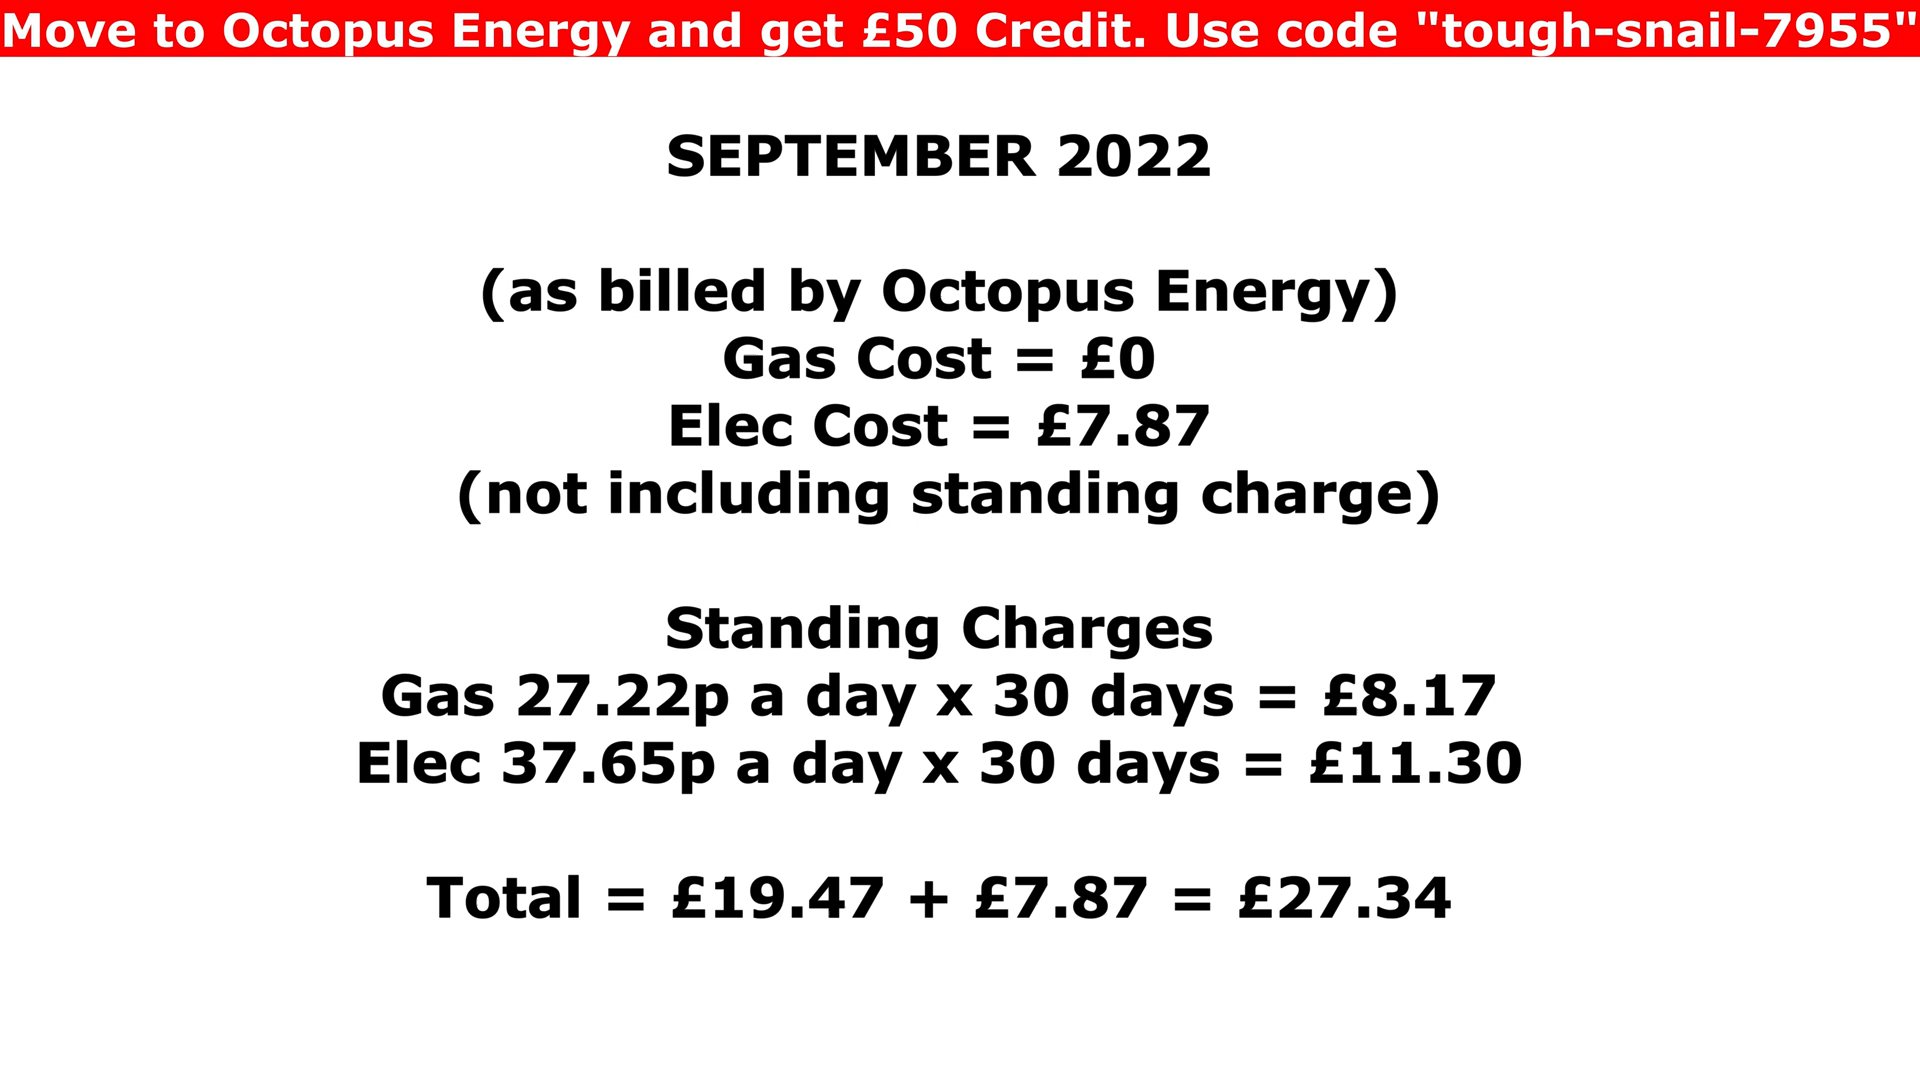 Move to Octopus Energy and get £50 Credit. Use code "tough-snail-7955"
SEPTEMBER 2022
(as billed by Octopus Energy)
Gas Cost = £0
Elec Cost = £7.87
(not including standing charge)
Standing Charges
Gas 27.22p a day x 30 days = £8.17
Elec 37.65p a day x 30 days = £11.30
Total = £19.47 + £7.87 = £27.34